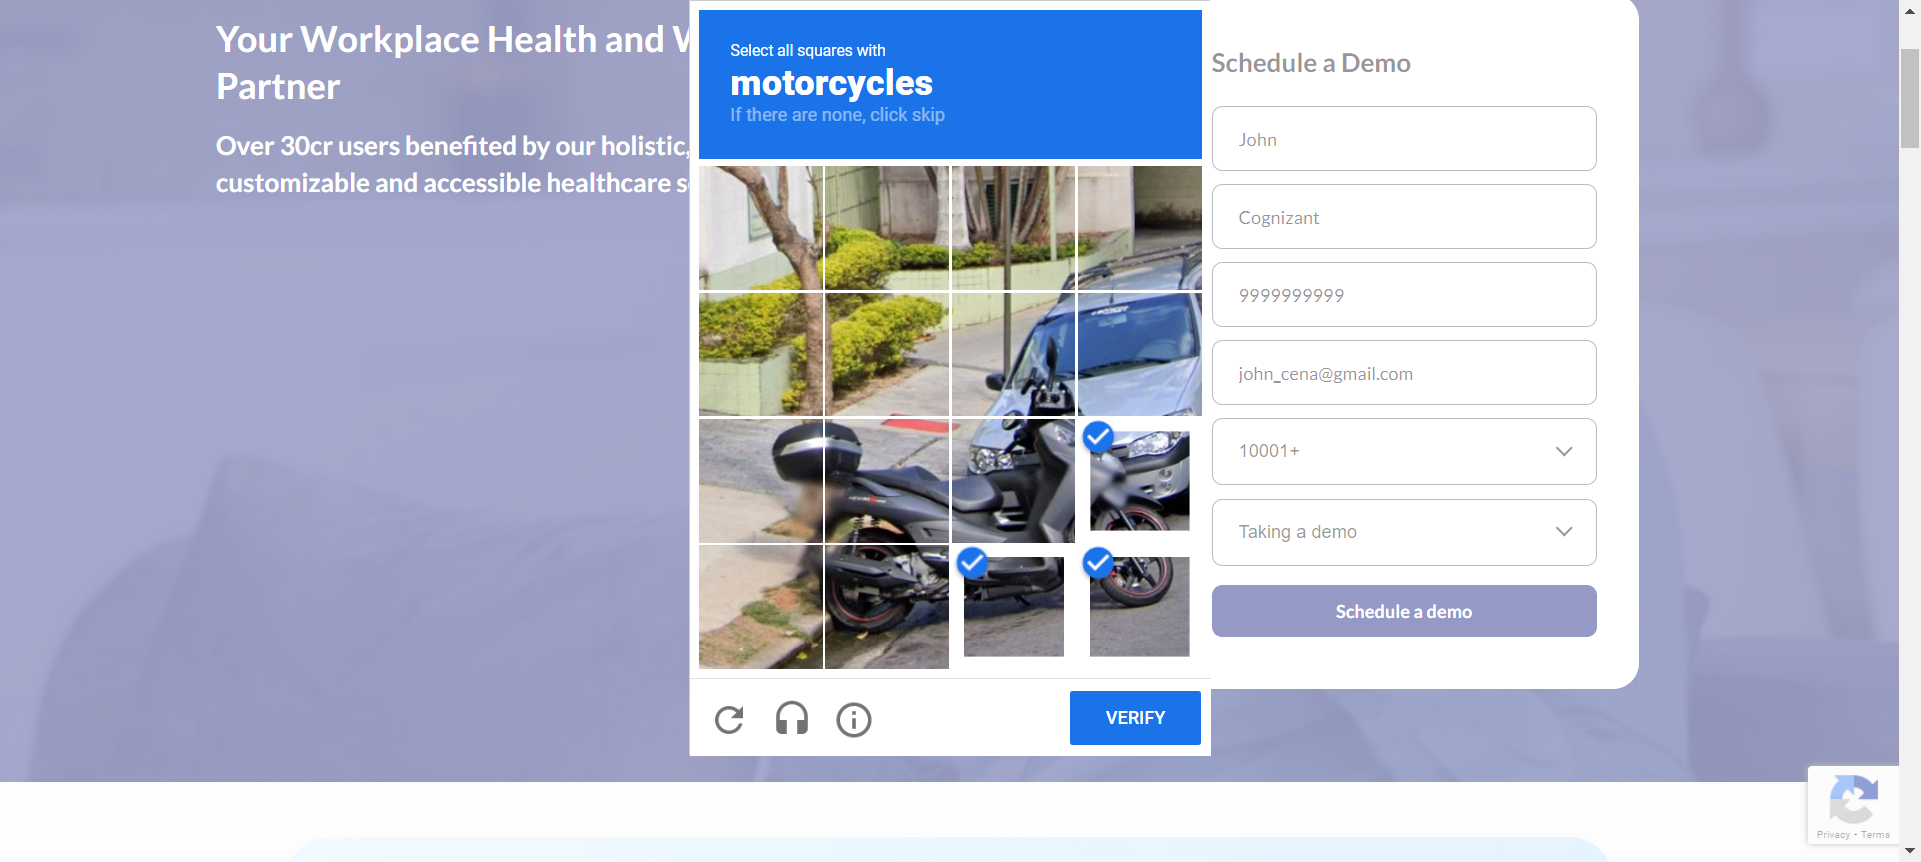 Your Workplace Health and W
Partner
Over 30cr users benefited by our holistic,
customizable and accessible healthcare s
Select all squares with
motorcycles
If there are none, click skip
VERIFY
Schedule a Demo
John
Cognizant
9999999999
john_cena@gmail.com
10001+
Taking a demo
Schedule a demo
Privacy - Terms